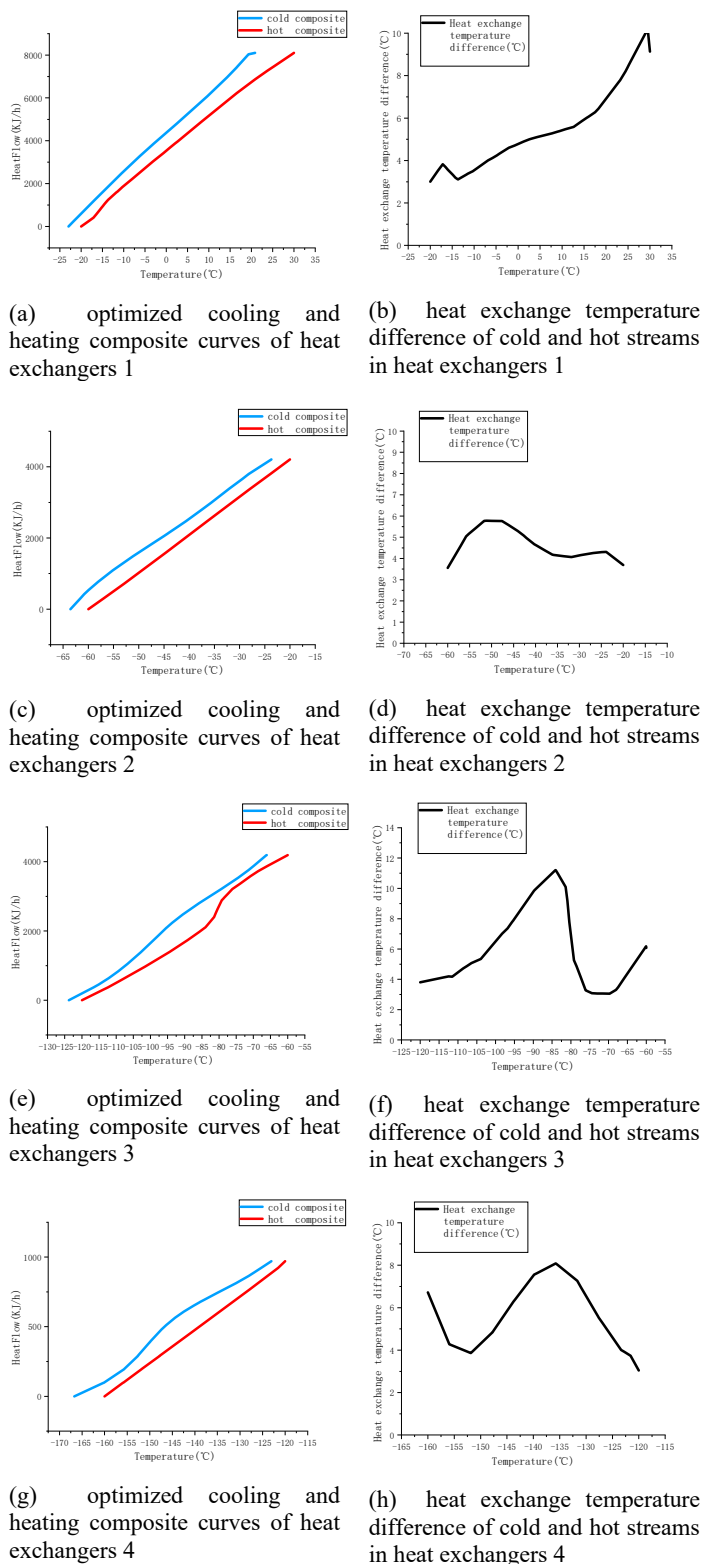 cold composite
hot composite
HeatFlow(KJ/h)
8000
6000
4000
2000
0
-25 -20 -15 -10 -5 0 5 10 15 20 25 30 35
Temperature(℃)
Heat exchange
temperature
difference(℃)
Heat exchange temperature difference(℃)
10
8
6
4
2
0
-25 -20 -15 -10 -5 0 5 10 15 20 25 30 35
Temperature(℃)
(a) optimized cooling and
heating composite curves of heat
exchangers 1
(b) heat exchange temperature
difference of cold and hot streams
in heat exchangers 1
cold composite
hot composite
HeatFlow(KJ/h)
4000
2000
0
-65 -60 -55 -50 -45 -40 -35 -30 -25 -20 -15
Temperature(℃)
Heat exchange
temperature
difference(℃)
Heat exchange temperature difference(℃)
10
9
8
7
6
5
4
3
2
1
0
-70 -65 -60 -55 -50 -45 -40 -35 -30 -25 -20 -15 -10
Temperature(℃)
(c) optimized cooling and
heating composite curves of heat
exchangers 2
(d) heat exchange temperature
difference of cold and hot streams
in heat exchangers 2
cold composite
hot composite
HeatFlow(KJ/h)
4000
2000
0
-130-125-120-115-110-105-100 -95 -90 -85 -80 -75 -70 -65 -60 -55
Temperature(℃)
Heat exchange
temperature
difference(℃)
Heat exchange temperature difference(℃)
14
12
10
8
6
4
2
0
-125 -120 -115 -110 -105 -100 -95 -90 -85 -80 -75 -70 -65 -60 -55
Temperature(℃)
(e) optimized cooling and
heating composite curves of heat
exchangers 3
(f) heat exchange temperature
difference of cold and hot streams
in heat exchangers 3
cold composite
hot composite
HeatFlow(KJ/h)
1000
500
0
-170 -165 -160 -155 -150 -145 -140 -135 -130 -125 -120 -115
Temperature(℃)
Heat exchange
temperature
difference(℃)
Heat exchange temperature difference(℃)
10
8
6
4
2
0
-165 -160 -155 -150 -145 -140 -135 -130 -125 -120 -115
Temperature(℃)
(g) optimized cooling and
heating composite curves of heat
exchangers 4
(h) heat exchange temperature
difference of cold and hot streams
in heat exchangers 4